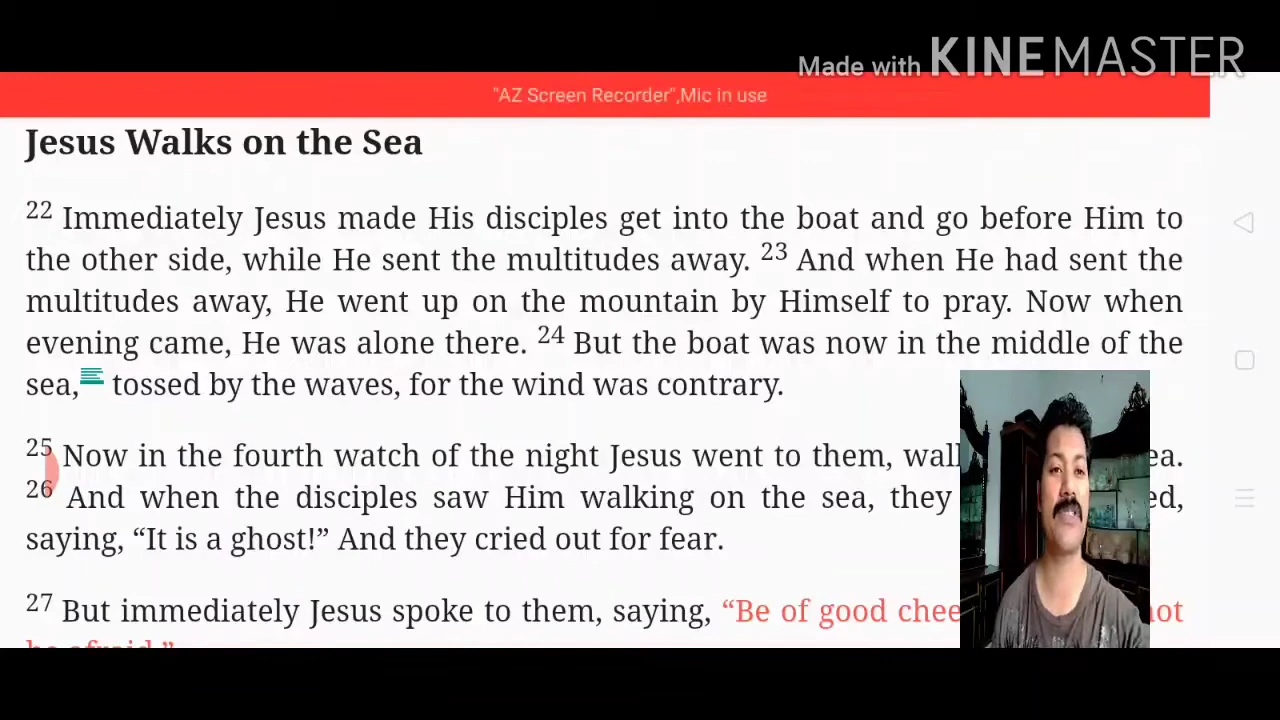 Made with KINEMASTER
"AZ Screen Recorder",Mic in use
Jesus Walks on the Sea
22 Immediately Jesus made His disciples get into the boat and go before Him to
the other side, while He sent the multitudes away. 23 And when He had sent the
multitudes away, He went up on the mountain by Himself to pray. Now when
evening came, He was alone there. 24 But the boat was now in the middle of the
sea, tossed by the waves, for the wind was contrary.
25 Now in the fourth watch of the night Jesus went to them,
26 And when the disciples saw Him walking on the sea, they
saying, “It is a ghost!” And they cried out for fear.
27 But immediately Jesus spoke to them, saying, “Be of good
be afraid.”